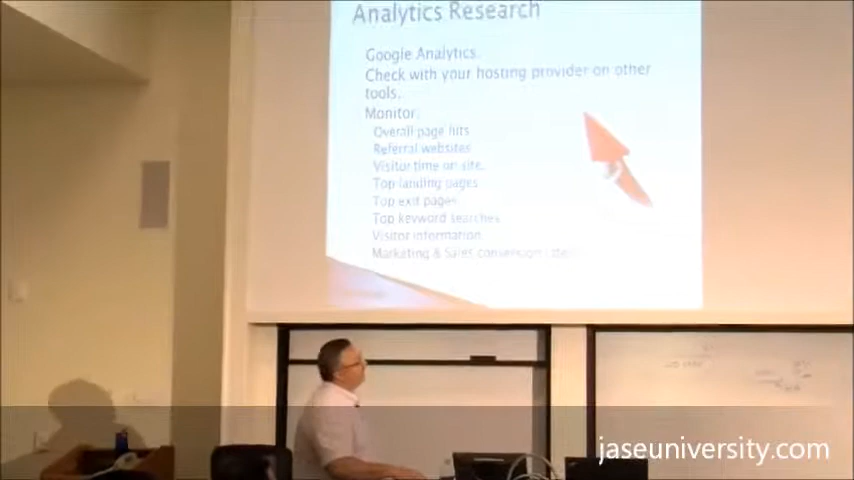 Analytics Research
Google Analytics.
Check with your hosting provider on other
tools.
Monitor:
Overall page hits
Referral websites
Visitor time on site.
Top landing pages
Top exit pages
Top keyword searches
Visitor information
Marketing & Sales conversion rates
jaseuniversity.com